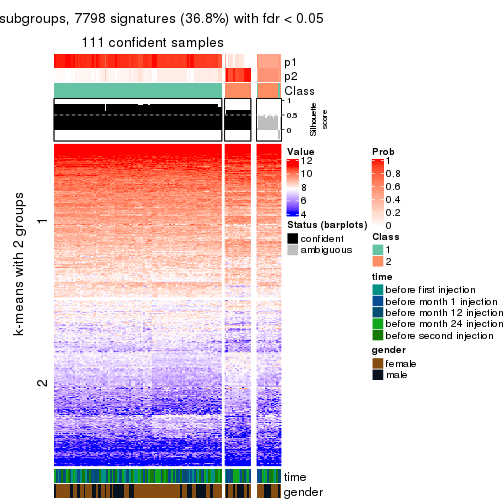 subgroups, 7798 signatures (36.8%) with fdr < 0.05
111 confident samples
p1
p2
Class
1
0.5
0
Silhouette
score
k-means with 2 groups
1
2
Value
12
10
8
6
4
Status (barplots)
confident
ambiguous
Prob
1
0.8
0.6
0.4
0.2
0
Class
1
2
time
before first injection
before month 1 injection
before month 12 injection
before month 24 injection
before second injection
gender
female
male
time
gender